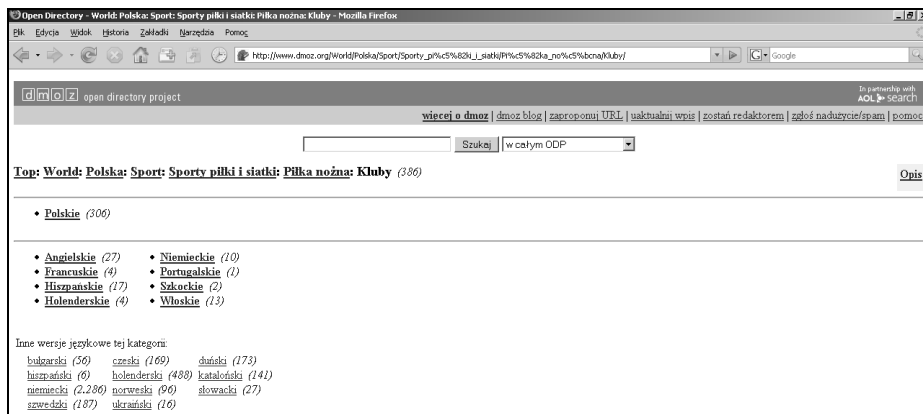 Open Directory - World: Polska: Sport: Sporty piłki i siatki: Piłka nożna: Kluby - Mozilla Firefox
Plik Edycja Widok Historia Zakładki Narzędzia Pomoc
http://www.dmoz.org/World/Polska/Sport/Sporty_pi%c5%82ki_i_siatki/Pi%c5%82ka_no%c5%bcna/Kluby/ G Google
dmoz open directory project In partnership with
AOL search
więcej o dmoz | dmoz blog | zaproponuj URL | uaktualnij wpis | zostań redaktorem | zgłoś nadużycie/spam | pomoc
Szukaj w całym ODP
Top: World: Polska: Sport: Sporty piłki i siatki: Piłka nożna: Kluby (386) Opis
Polskie (306)
Angielskie (27) Niemieckie (10)
Francuskie (4) Portugalskie (1)
Hiszpańskie (17) Szkockie (2)
Holenderskie (4) Włoskie (13)
Inne wersje językowe tej kategorii:
bułgarski (56) czeski (169) duński (173)
hiszpański (6) holenderski (488) kataloński (141)
niemiecki (2.286) norweski (96) słowacki (27)
szwedzki (187) ukraiński (16)